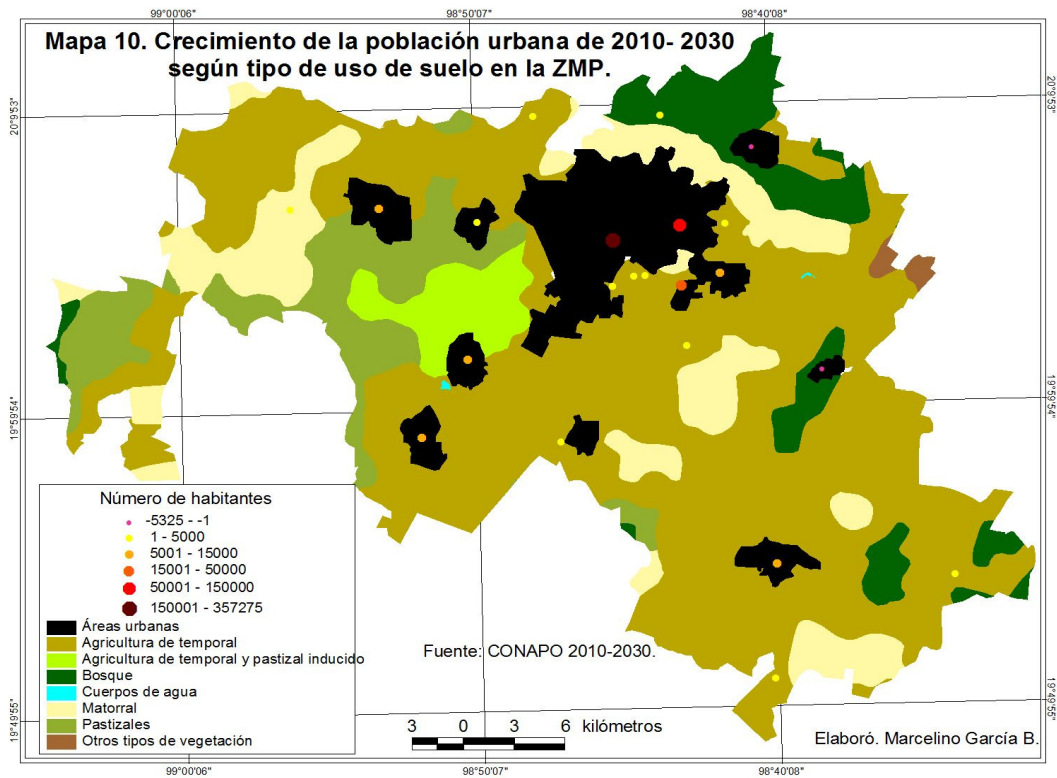 99°00'06"
98°50'07"
98°40'08"
Mapa 10. Crecimiento de la población urbana de 2010- 2030
según tipo de uso de suelo en la ZMP.
20°9'53"
20°9'53"
19°59'54"
19°59'54"
Número de habitantes
-5325 - -1
1 - 5000
5001 - 15000
15001 - 50000
50001 - 150000
150001 - 357275
Áreas urbanas
Agricultura de temporal
Agricultura de temporal y pastizal inducido
Bosque
Cuerpos de agua
Matorral
Pastizales
Otros tipos de vegetación
Fuente: CONAPO 2010-2030.
3 0 3 6 kilómetros
Elaboró. Marcelino García B.
19°49'55"
19°49'55"
99°00'06"
98°50'07"
98°40'08"